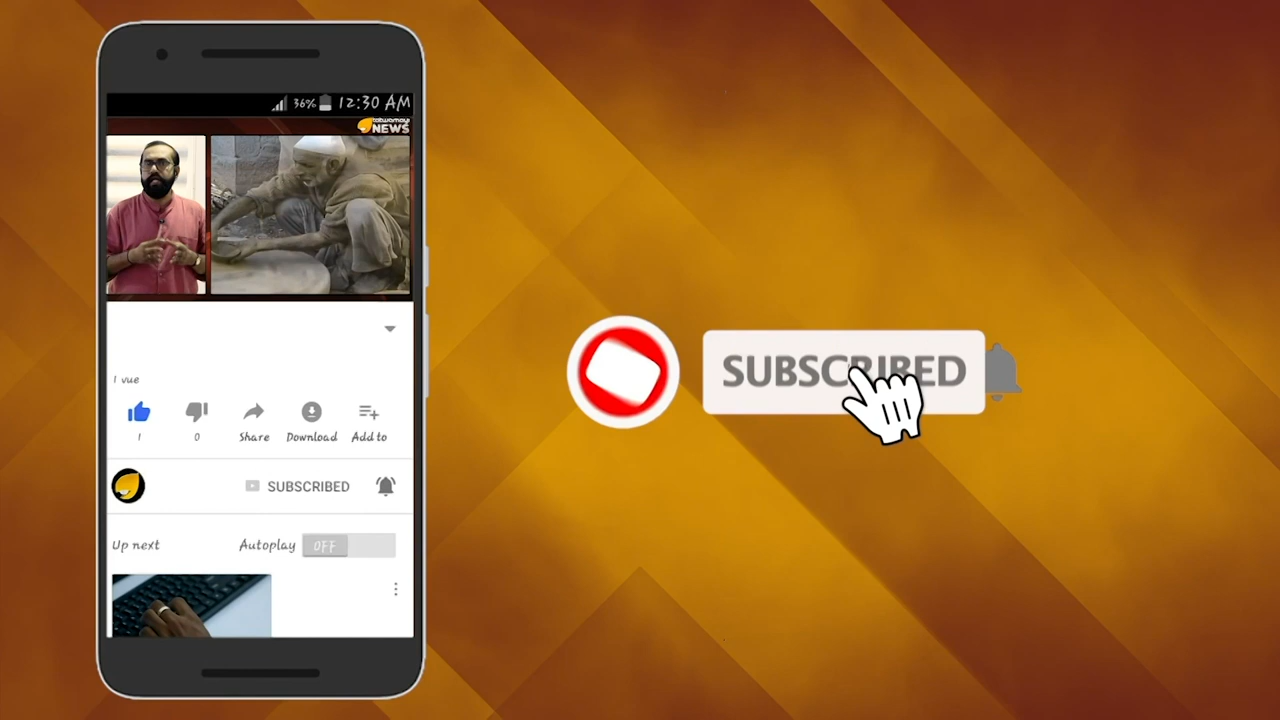 36% 12:30 AM
tatwamayi
NEWS
1 vue
1
0
Share
Download
Add to
SUBSCRIBED
Up next
Autoplay
OFF
SUBSCRIBED